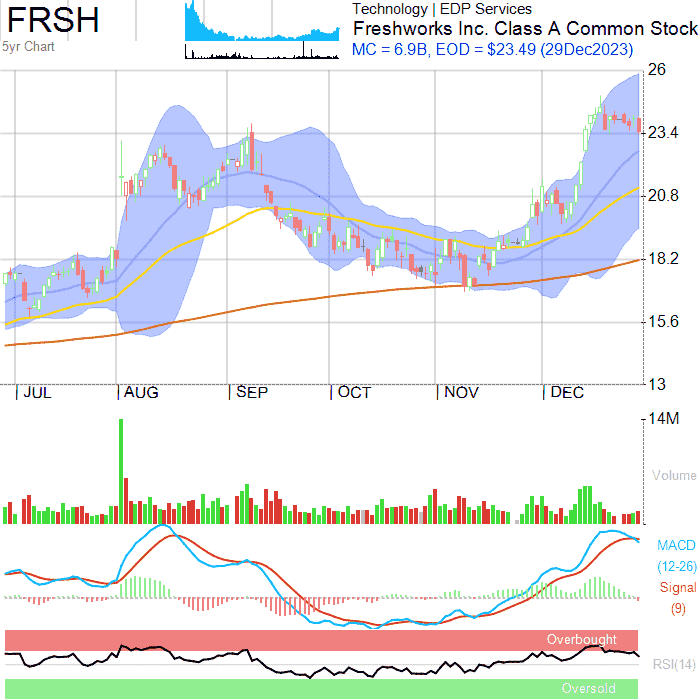 FRSH
5yr Chart
Technology | EDP Services
Freshworks Inc. Class A Common Stock
MC = 6.9B, EOD = $23.49 (29Dec2023)
26
23.4
20.8
18.2
15.6
13
JUL AUG SEP OCT NOV DEC
14M
Volume
MACD
(12-26)
Signal
(9)
Overbought
RSI(14)
Oversold